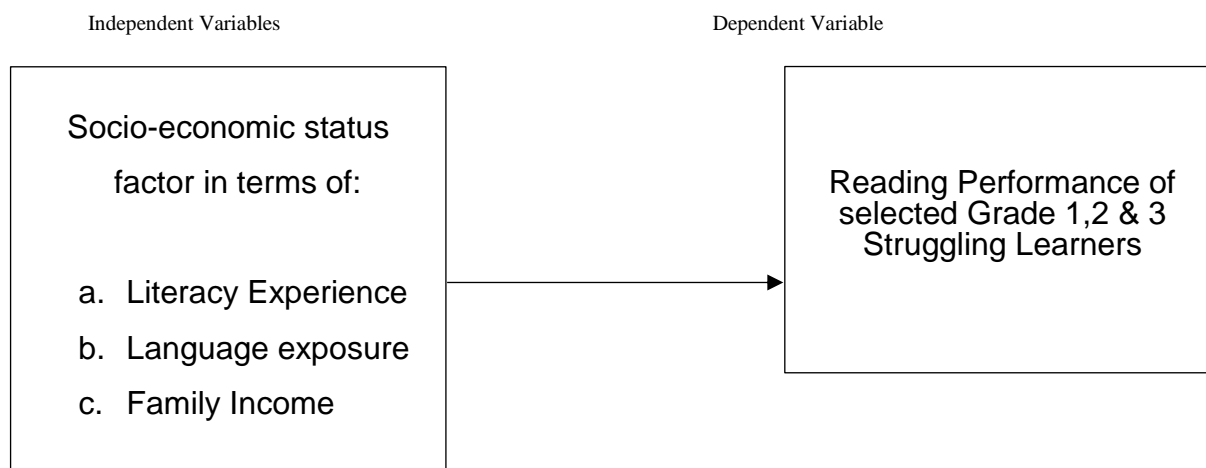 Independent Variables
Dependent Variable
Socio-economic status
factor in terms of:
a. Literacy Experience
b. Language exposure
c. Family Income
Reading Performance of
selected Grade 1,2 & 3
Struggling Learners